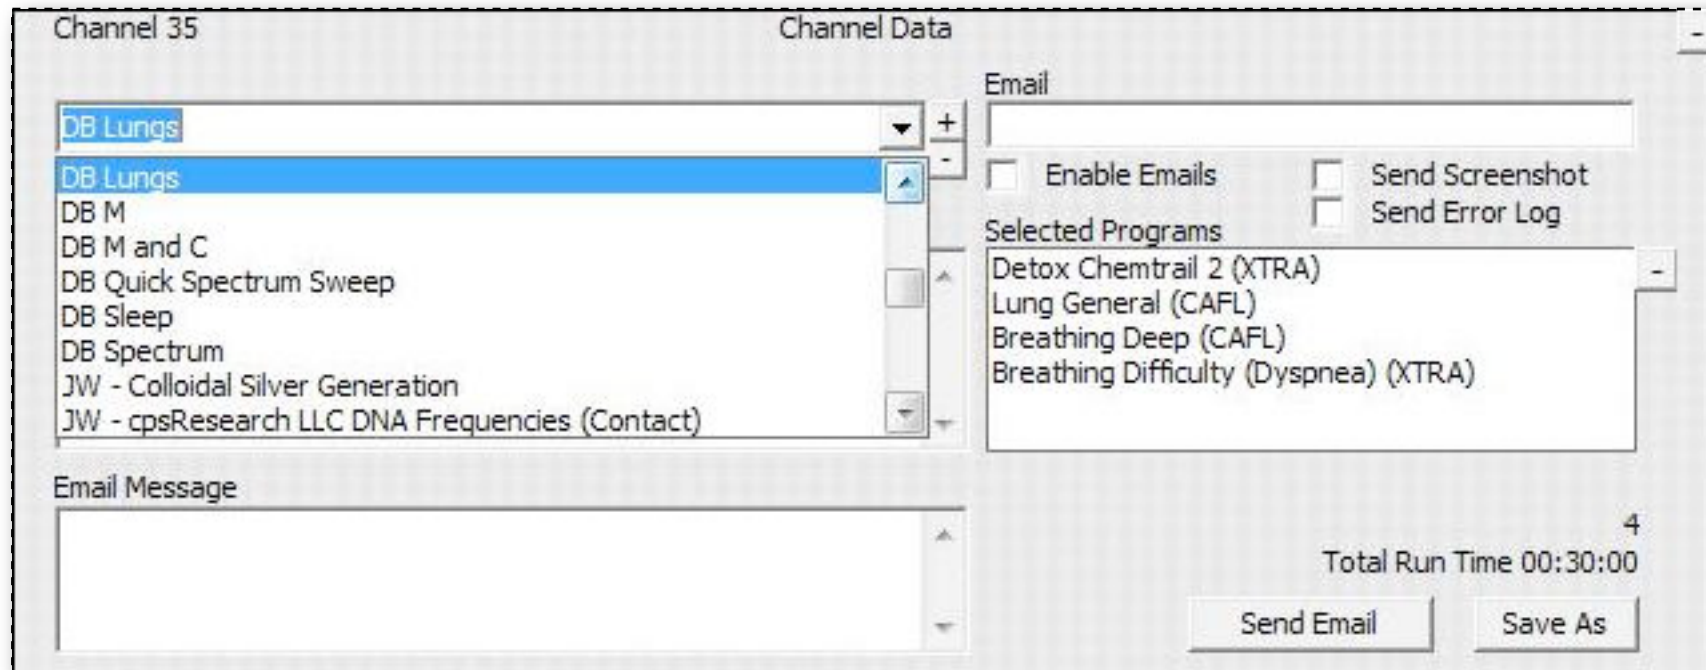 Channel 35
Channel Data
-
DB Lungs
+
-
DB Lungs
DB M
DB M and C
DB Quick Spectrum Sweep
DB Sleep
DB Spectrum
JW - Colloidal Silver Generation
JW - cpsResearch LLC DNA Frequencies (Contact)
Email
Enable Emails
Send Screenshot
Send Error Log
Selected Programs
Detox Chemtrail 2 (XTRA)
Lung General (CAFL)
Breathing Deep (CAFL)
Breathing Difficulty (Dyspnea) (XTRA)
-
Email Message
4
Total Run Time 00:30:00
Send Email
Save As